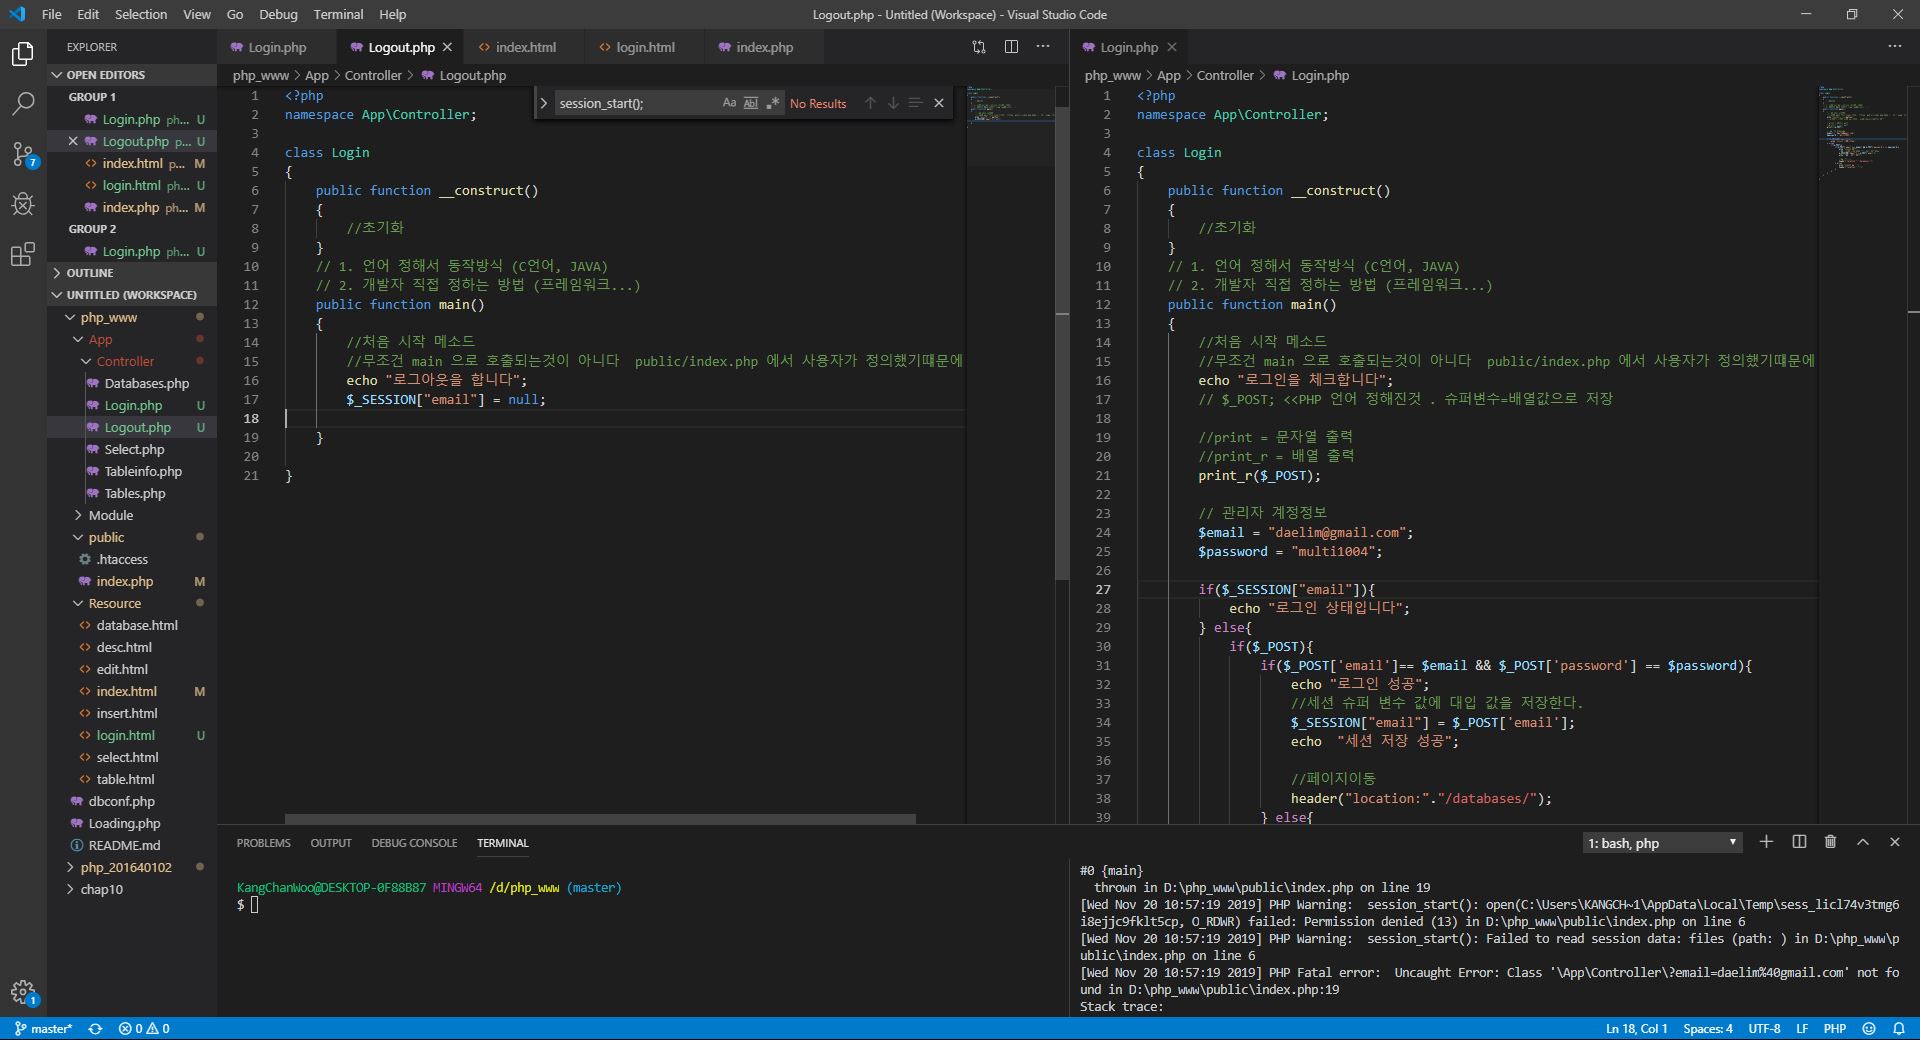 File Edit Selection View Go Debug Terminal Help
Logout.php - Untitled (Workspace) - Visual Studio Code
EXPLORER
OPEN EDITORS
GROUP 1
Login.php ph... U
Logout.php p... U
index.html p... M
login.html ph... U
index.php ph... M
GROUP 2
Login.php ph... U
OUTLINE
UNTITLED (WORKSPACE)
php_www
App
Controller
Databases.php
Login.php U
Logout.php U
Select.php
Tableinfo.php
Tables.php
Module
public
.htaccess
index.php M
Resource
database.html
desc.html
edit.html
index.html M
insert.html
login.html U
select.html
table.html
dbconf.php
Loading.php
README.md
php_201640102
chap10
7
1
Login.php Logout.php index.html login.html index.php
php_www > App > Controller > Logout.php
session_start(); Aa Abl .* No Results
1 <?php
2 namespace App\Controller;
3
4 class Login
5 {
6 public function __construct()
7 {
8 //초기화
9 }
10 // 1. 언어 정해서 동작방식 (C언어, JAVA)
11 // 2. 개발자 직접 정하는 방법 (프레임워크...)
12 public function main()
13 {
14 //처음 시작 메소드
15 //무조건 main 으로 호출되는것이 아니다  public/index.php 에서 사용자가 정의했기떄문에
16 echo "로그아웃을 합니다";
17 $_SESSION["email"] = null;
18
19 }
20
21 }
Login.php
php_www > App > Controller > Login.php
1 <?php
2 namespace App\Controller;
3
4 class Login
5 {
6 public function __construct()
7 {
8 //초기화
9 }
10 // 1. 언어 정해서 동작방식 (C언어, JAVA)
11 // 2. 개발자 직접 정하는 방법 (프레임워크...)
12 public function main()
13 {
14 //처음 시작 메소드
15 //무조건 main 으로 호출되는것이 아니다  public/index.php 에서 사용자가 정의했기떄문에
16 echo "로그인을 체크합니다";
17 // $_POST; <<PHP 언어 정해진것 . 슈퍼변수=배열값으로 저장
18
19 //print = 문자열 출력
20 //print_r = 배열 출력
21 print_r($_POST);
22
23 // 관리자 계정정보
24 $email = "daelim@gmail.com";
25 $password = "multi1004";
26
27 if($_SESSION["email"]){
28 echo "로그인 상태입니다";
29 } else{
30 if($_POST){
31 if($_POST['email']== $email && $_POST['password'] == $password){
32 echo "로그인 성공";
33 //세션 슈퍼 변수 값에 대입 값을 저장한다.
34 $_SESSION["email"] = $_POST['email'];
35 echo  "세션 저장 성공";
36
37 //페이지이동
38 header("location:"."/databases/");
39 } else{
PROBLEMS OUTPUT DEBUG CONSOLE TERMINAL
1: bash, php
KangChanWoo@DESKTOP-0F88B87 MINGW64 /d/php_www (master)
$
#0 {main}
thrown in D:\php_www\public\index.php on line 19
[Wed Nov 20 10:57:19 2019] PHP Warning:  session_start(): open(C:\Users\KANGCH~1\AppData\Local\Temp\sess_licl74v3tmg6
i8ejjc9fklt5cp, O_RDWR) failed: Permission denied (13) in D:\php_www\public\index.php on line 6
[Wed Nov 20 10:57:19 2019] PHP Warning:  session_start(): Failed to read session data: files (path: ) in D:\php_www\p
ublic\index.php on line 6
[Wed Nov 20 10:57:19 2019] PHP Fatal error:  Uncaught Error: Class '\App\Controller\?email=daelim%40gmail.com' not fo
und in D:\php_www\public\index.php:19
Stack trace:
master* 0 0
Ln 18, Col 1 Spaces: 4 UTF-8 LF PHP